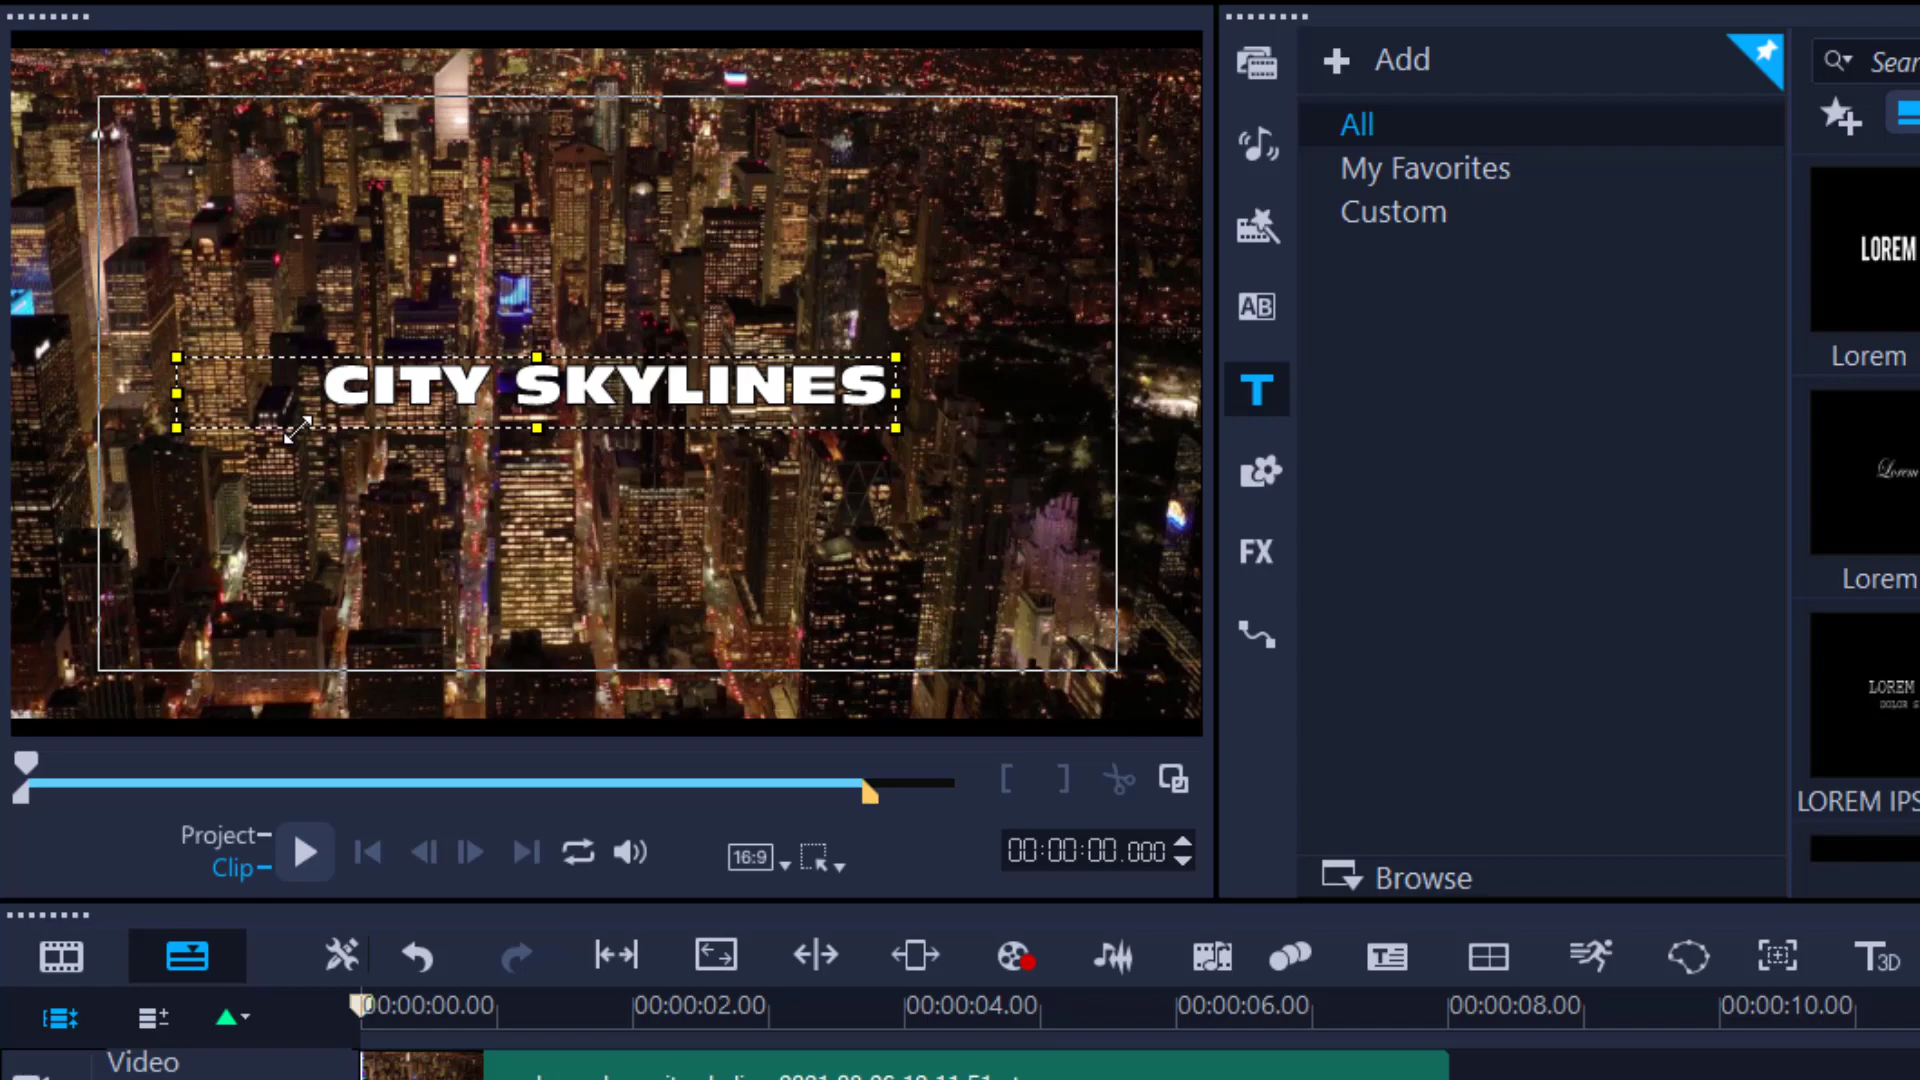 Add
Sear
All
My Favorites
Custom
AB
T
FX
CITY SKYLINES
LOREM
Lorem
Lorem
Lorem
LOREM
LOREM IPS
Project
Clip
16:9
00:00:00.000
Browse
T3D
00:00:00.00
00:00:02.00
00:00:04.00
00:00:06.00
00:00:08.00
00:00:10.00
Video